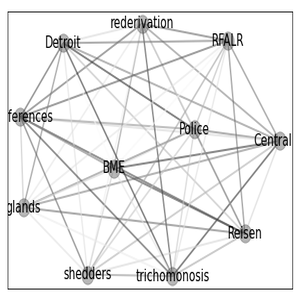 rederivation
Detroit
RFALR
ferences
Police
Central
BME
glands
Reisen
shedders
trichomonosis